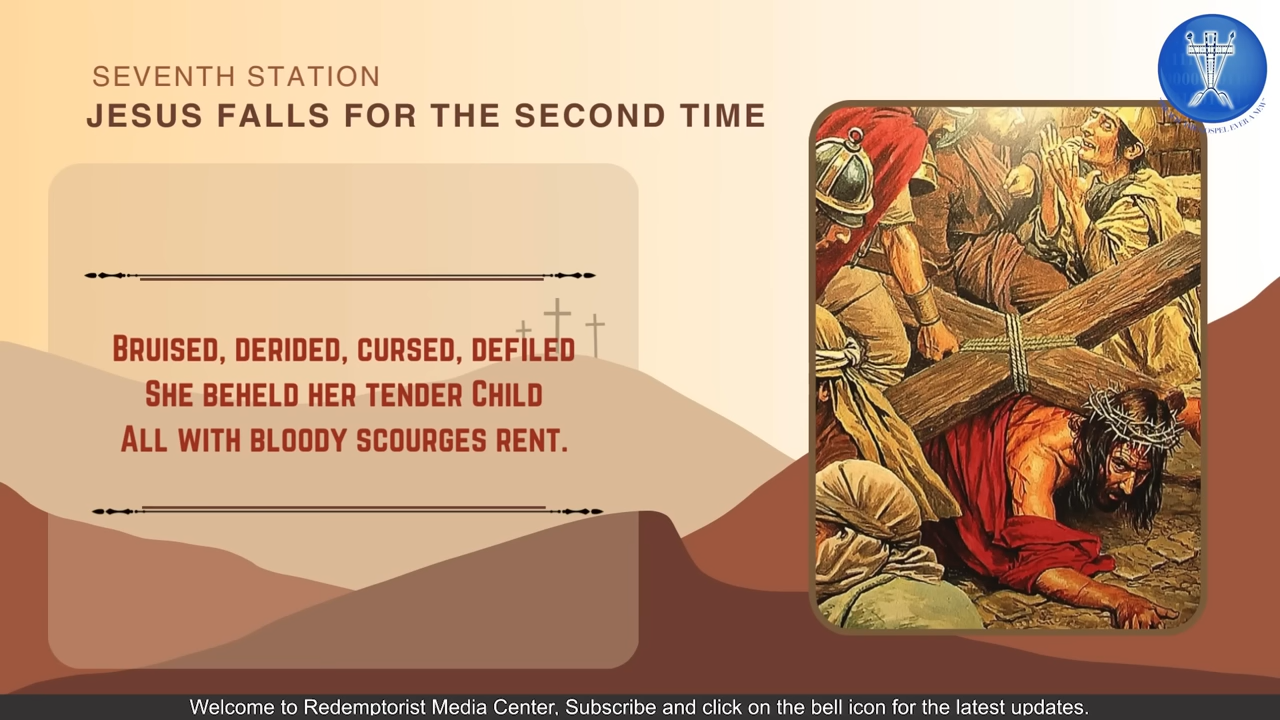 SEVENTH STATION
JESUS FALLS FOR THE SECOND TIME
BRUISED, DERIDED, CURSED, DEFILED
SHE BEHELD HER TENDER CHILD
ALL WITH BLOODY SCOURGES RENT.
Welcome to Redemptorist Media Center, Subscribe and click on the bell icon for the latest updates.